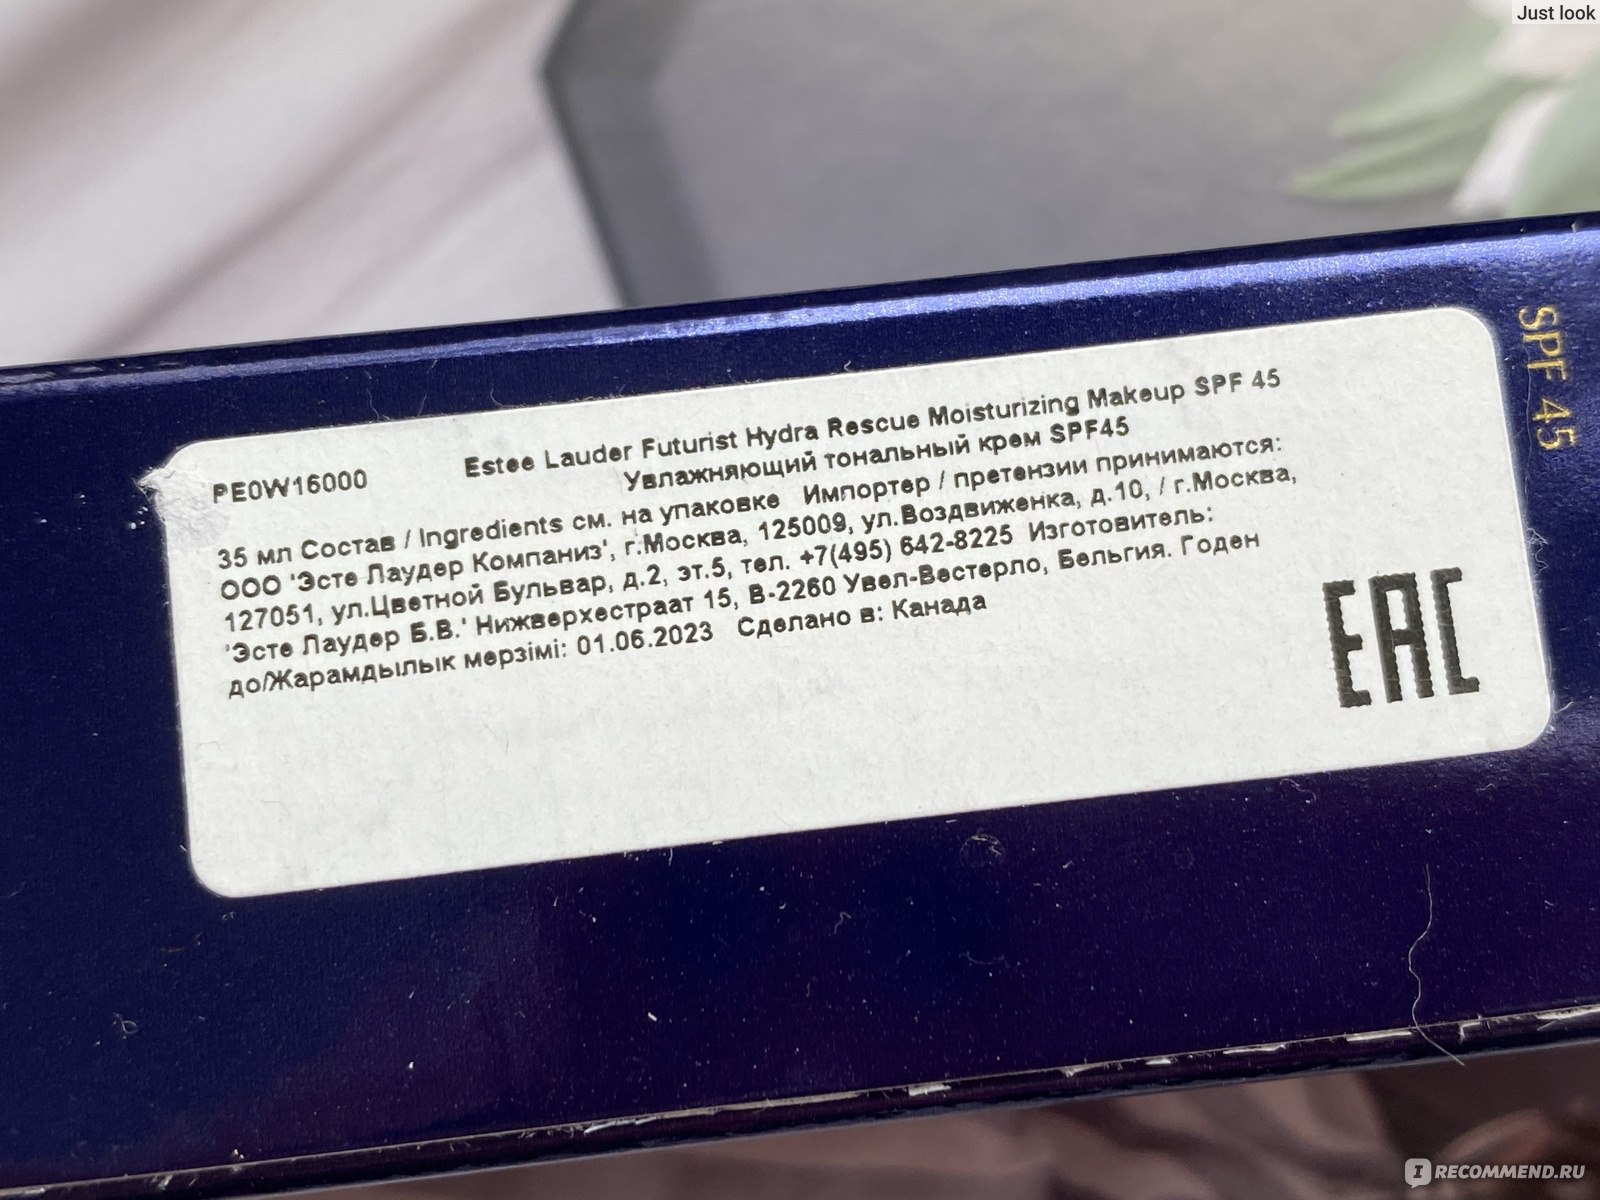 Just look
SPF 45
PE0W16000
Estee Lauder Futurist Hydra Rescue Moisturizing Makeup SPF 45
Увлажняющий тональный крем SPF45
35 мл Состав / Ingredients см. на упаковке Импортер / претензии принимаются:
ООО 'Эсте Лаудер Компаниз', г.Москва, 125009, ул.Воздвиженка, д.10, / г.Москва,
127051, ул.Цветной Бульвар, д.2, эт.5, тел. +7(495) 642-8225 Изготовитель:
'Эсте Лаудер Б.В.' Нижверхестраат 15, В-2260 Увел-Вестерло, Бельгия. Годен
до/Жарамдылык мерзімі: 01.06.2023 Сделано в: Канада
EAC
IRECOMMEND.RU